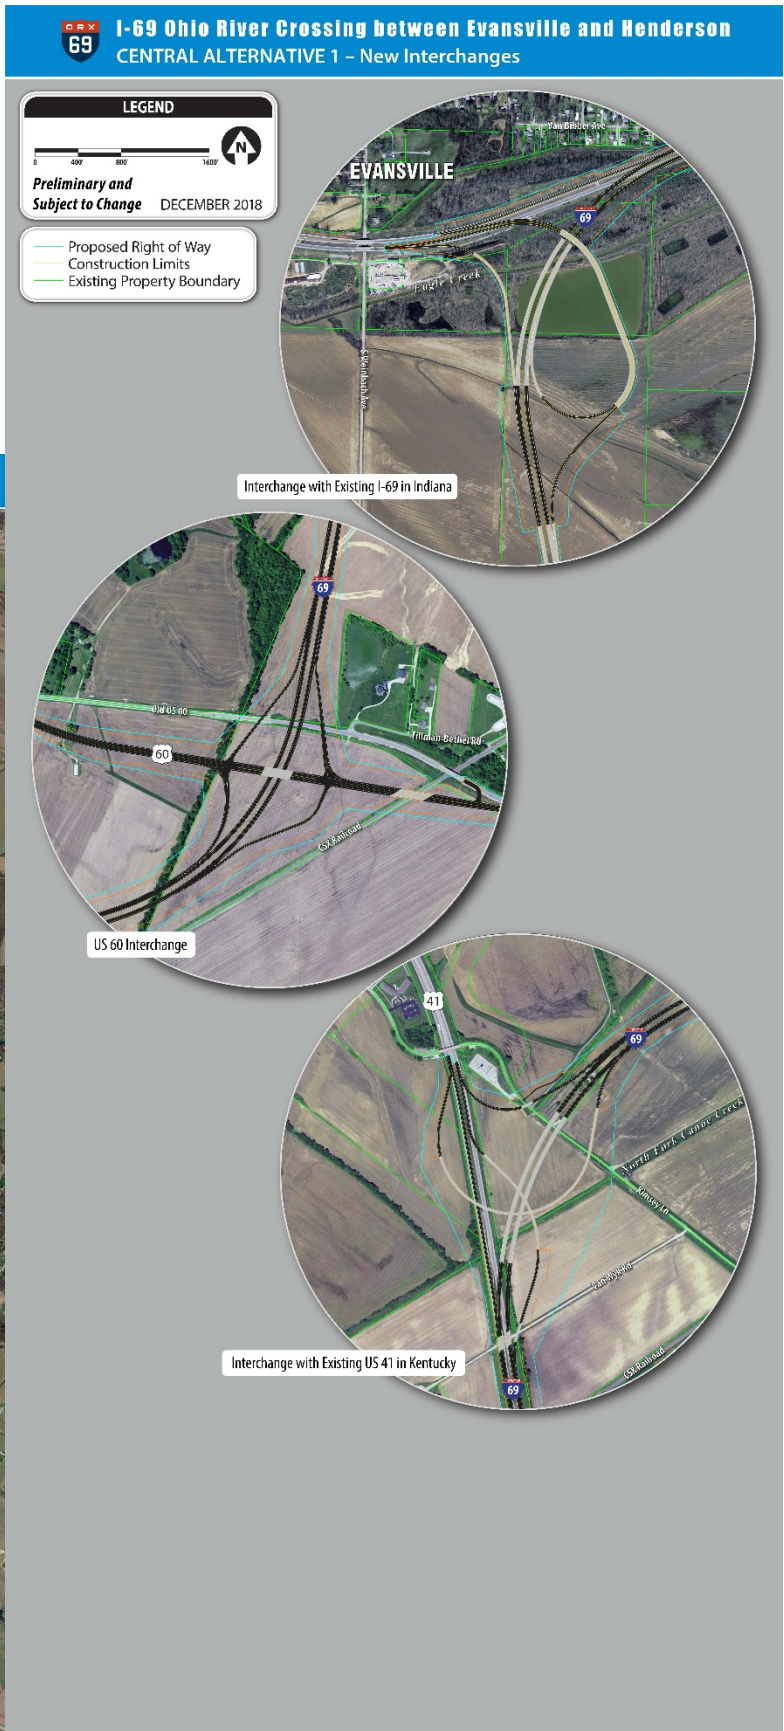 ORX
69
I-69 Ohio River Crossing between Evansville and Henderson
CENTRAL ALTERNATIVE 1 – New Interchanges
LEGEND
0 400' 800' 1600'
N
Preliminary and
Subject to Change DECEMBER 2018
Proposed Right of Way
Construction Limits
Existing Property Boundary
Van Bibber Ave
EVANSVILLE
69
Eagle Creek
S Weinbach Ave
Interchange with Existing I-69 in Indiana
69
Old US 60
Tillman Bethel Rd
60
CSX Railroad
US 60 Interchange
41
69
North Fork Canoe Creek
Kimsey Ln
Van Wyk Rd
CSX Railroad
Interchange with Existing US 41 in Kentucky
69